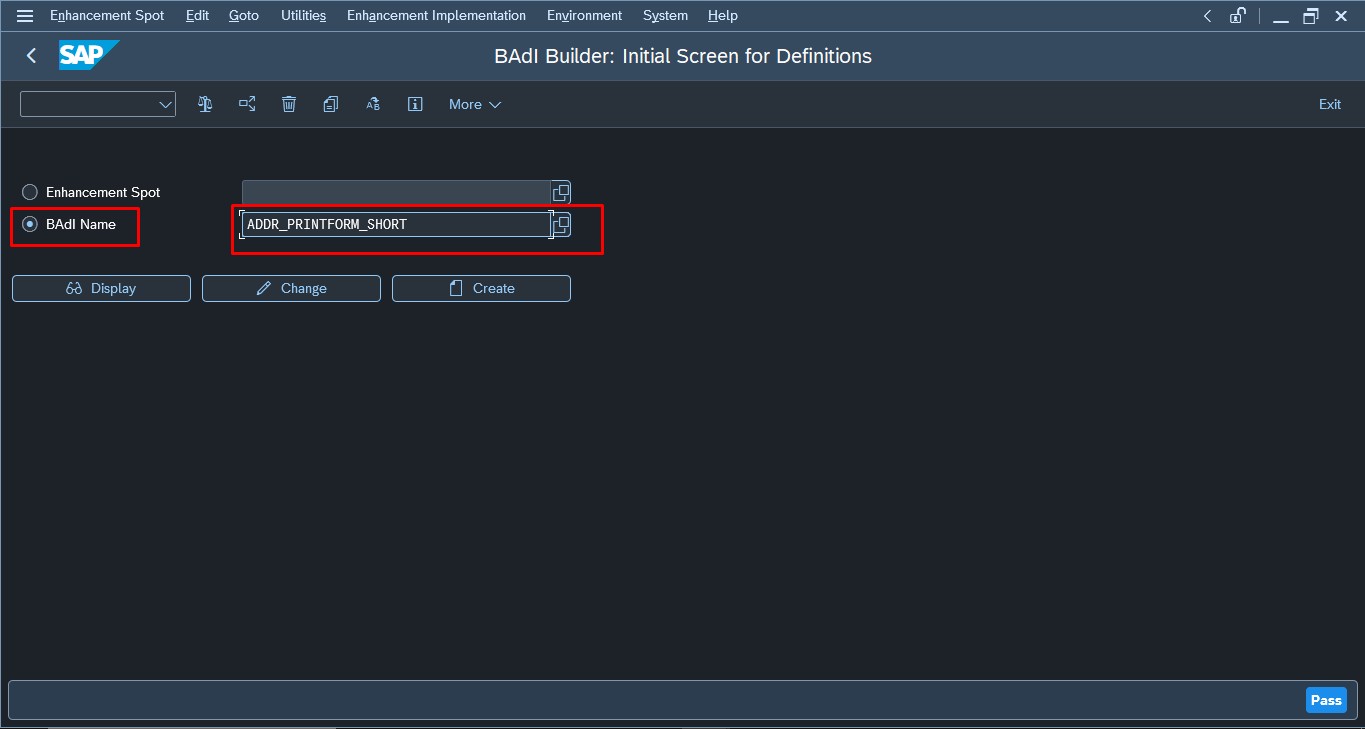 Enhancement Spot Edit Goto Utilities Enhancement Implementation Environment System Help
SAP BAdI Builder: Initial Screen for Definitions
More Exit
Enhancement Spot
BAdI Name ADDR_PRINTFORM_SHORT
Display Change Create
Pass